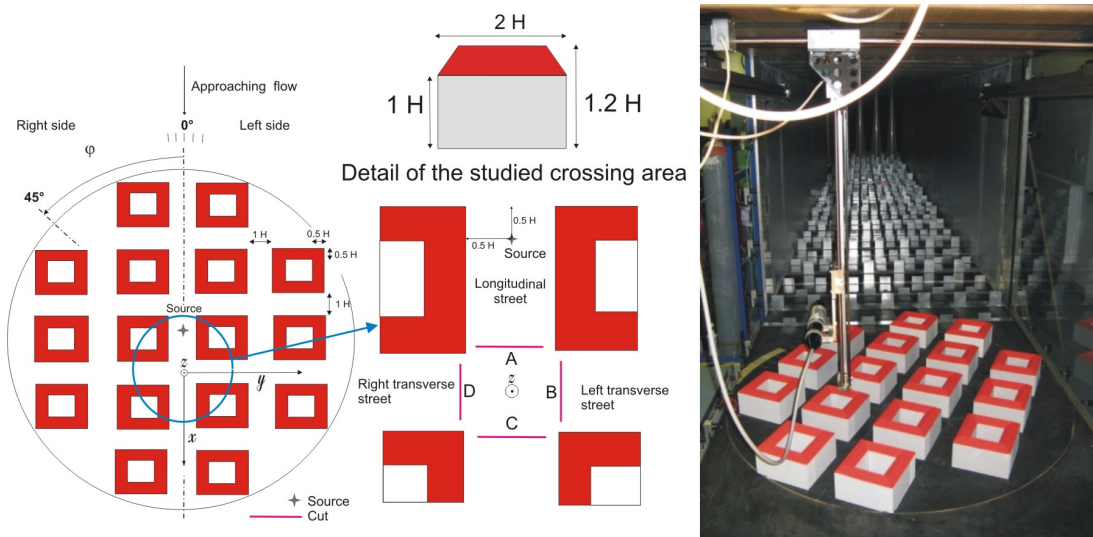 Approaching flow
Right side
0°
Left side
φ
45°
1 H
0.5 H
0.5 H
1 H
Source
z
y
x
Source
Cut
2 H
1 H
1.2 H
Detail of the studied crossing area
0.5 H
0.5 H
Source
Longitudinal
street
A
Right transverse
street
D
z
B
Left transverse
street
C